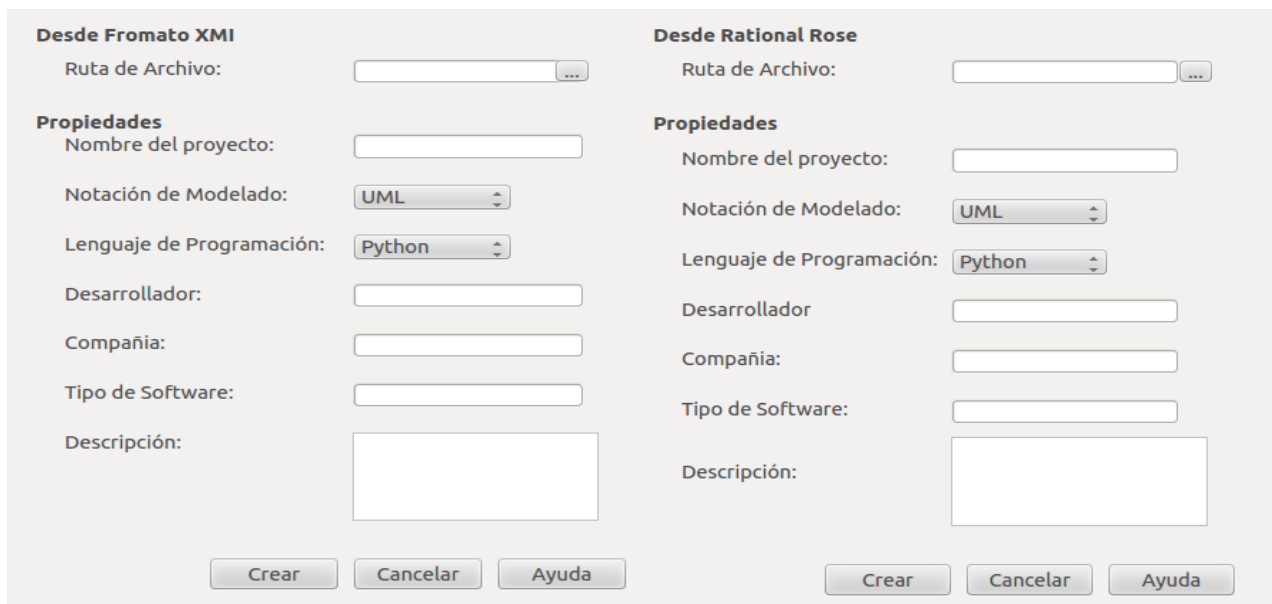 Desde Fromato XMI
Ruta de Archivo:
...
Propiedades
Nombre del proyecto:
Notación de Modelado:
UML
Lenguaje de Programación:
Python
Desarrollador:
Compañia:
Tipo de Software:
Descripción:
Crear
Cancelar
Ayuda
Desde Rational Rose
Ruta de Archivo:
...
Propiedades
Nombre del proyecto:
Notación de Modelado:
UML
Lenguaje de Programación:
Python
Desarrollador
Compañia:
Tipo de Software:
Descripción:
Crear
Cancelar
Ayuda